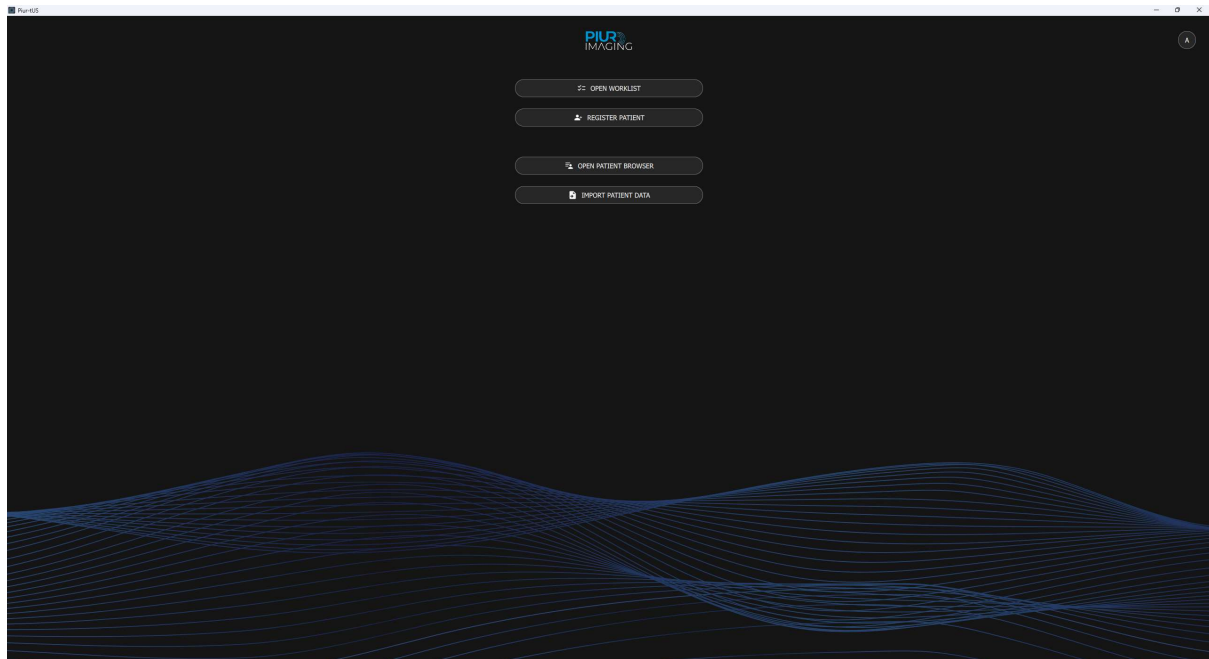 Piur-tUS
PIUR
IMAGING
A
OPEN WORKLIST
REGISTER PATIENT
OPEN PATIENT BROWSER
IMPORT PATIENT DATA